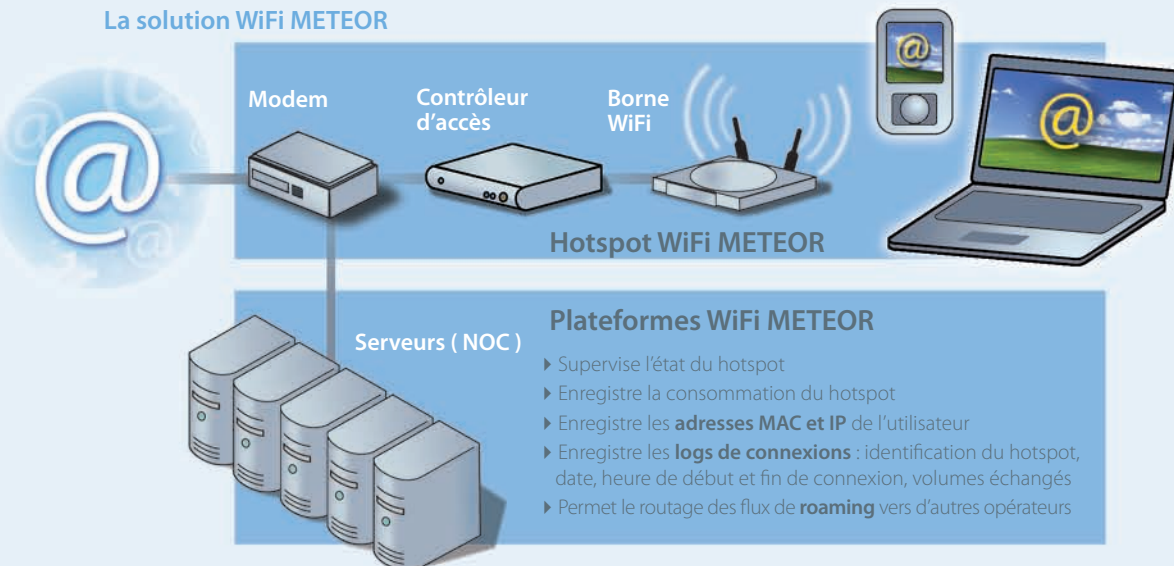 La solution WiFi METEOR
Modem
Contrôleur
d'accès
Borne
WiFi
Hotspot WiFi METEOR
Serveurs ( NOC )
Plateformes WiFi METEOR
Supervise l'état du hotspot
Enregistre la consommation du hotspot
Enregistre les adresses MAC et IP de l'utilisateur
Enregistre les logs de connexions : identification du hotspot,
date, heure de début et fin de connexion, volumes échangés
Permet le routage des flux de roaming vers d'autres opérateurs